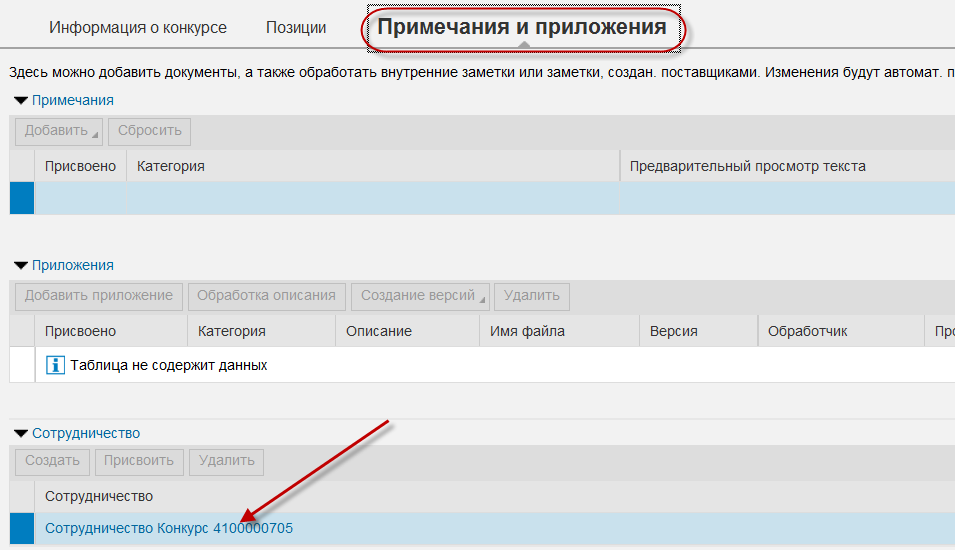 Информация о конкурсе Позиции Примечания и приложения
Здесь можно добавить документы, а также обработать внутренние заметки или заметки, создан. поставщиками. Изменения будут автомат. п
Примечания
Добавить Сбросить
Присвоено Категория Предварительный просмотр текста
Приложения
Добавить приложение Обработка описания Создание версий Удалить
Присвоено Категория Описание Имя файла Версия Обработчик Про
Таблица не содержит данных
Сотрудничество
Создать Присвоить Удалить
Сотрудничество
Сотрудничество Конкурс 4100000705